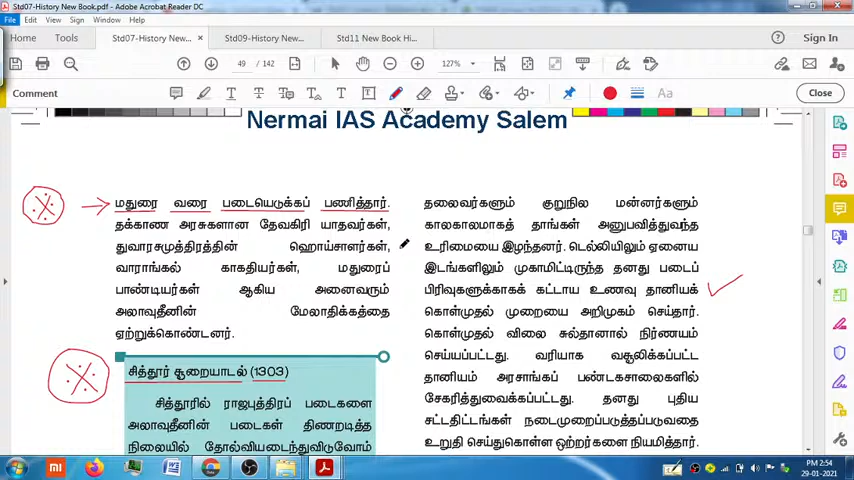 Std07-History New Book.pdf - Adobe Acrobat Reader DC
File Edit View Sign Window Help
Home Tools Std07-History New... × Std09-History New... Std11 New Book Hi... Sign In
49 / 142 127%
Comment Aa Close
Nermai IAS Academy Salem
மதுரை வரை படையெடுக்கப் பணித்தார்.
தக்காண அரசுகளான தேவகிரி யாதவர்கள்,
துவாரசமுத்திரத்தின் ஹொய்சாளர்கள்,
வாராங்கல் காகதியர்கள், மதுரைப்
பாண்டியர்கள் ஆகிய அனைவரும்
அலாவுதீனின் மேலாதிக்கத்தை
ஏற்றுக்கொண்டனர்.
சித்தூர் சூறையாடல் (1303)
சித்தூரில் ராஜபுத்திரப் படைகளை
அலாவுதீனின் படைகள் திணறடித்த
நிலையில் தோல்வியடைந்துவிடுவோம்
தலைவர்களும் குறுநில மன்னர்களும்
காலகாலமாகத் தாங்கள் அனுபவித்துவந்த
உரிமையை இழந்தனர். டெல்லியிலும் ஏனைய
இடங்களிலும் முகாமிட்டிருந்த தனது படைப்
பிரிவுகளுக்காகக் கட்டாய உணவு தானியக்
கொள்முதல் முறையை அறிமுகம் செய்தார்.
கொள்முதல் விலை சுல்தானால் நிர்ணயம்
செய்யப்பட்டது. வரியாக வசூலிக்கப்பட்ட
தானியம் அரசாங்கப் பண்டகசாலைகளில்
சேகரித்துவைக்கப்பட்டது. தனது புதிய
சட்டதிட்டங்கள் நடைமுறைப்படுத்தப்படுவதை
உறுதி செய்துகொள்ள ஒற்றர்களை நியமித்தார்.
PM 2:54
29-01-2021